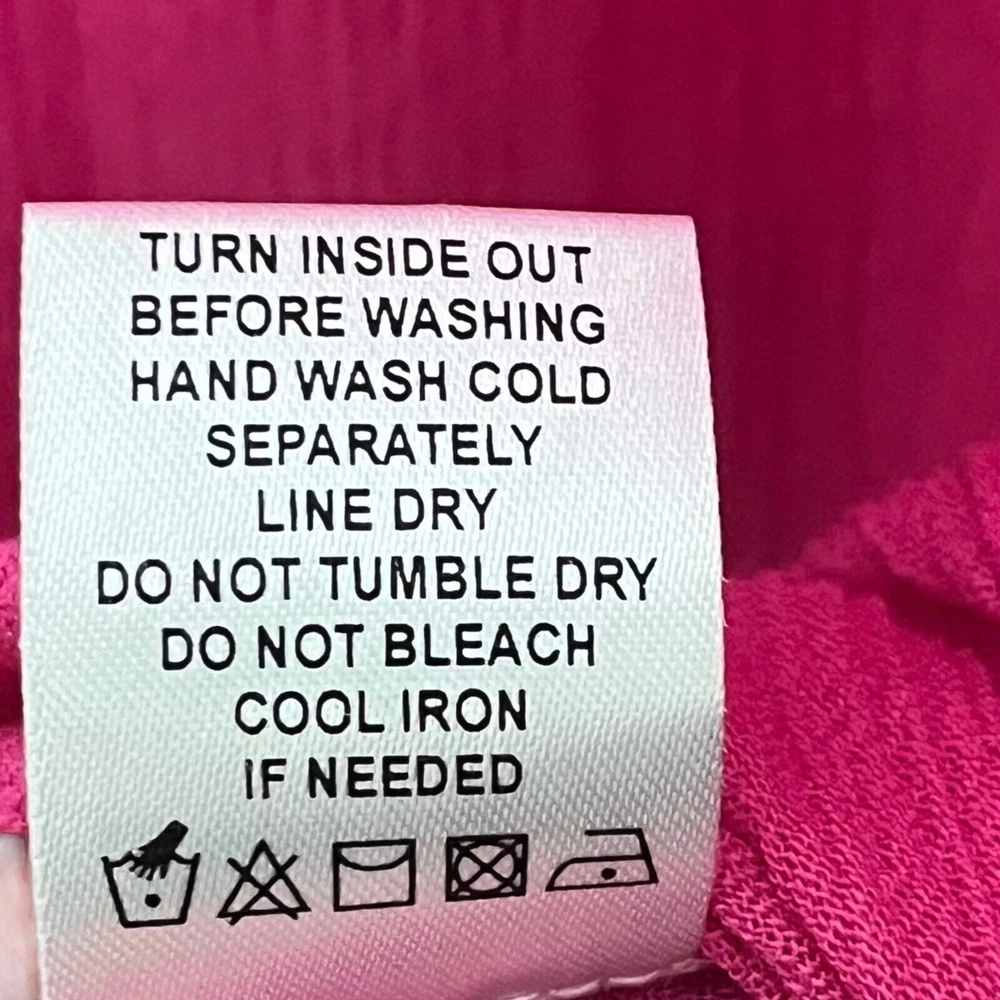 TURN INSIDE OUT
BEFORE WASHING
HAND WASH COLD
SEPARATELY
LINE DRY
DO NOT TUMBLE DRY
DO NOT BLEACH
COOL IRON
IF NEEDED